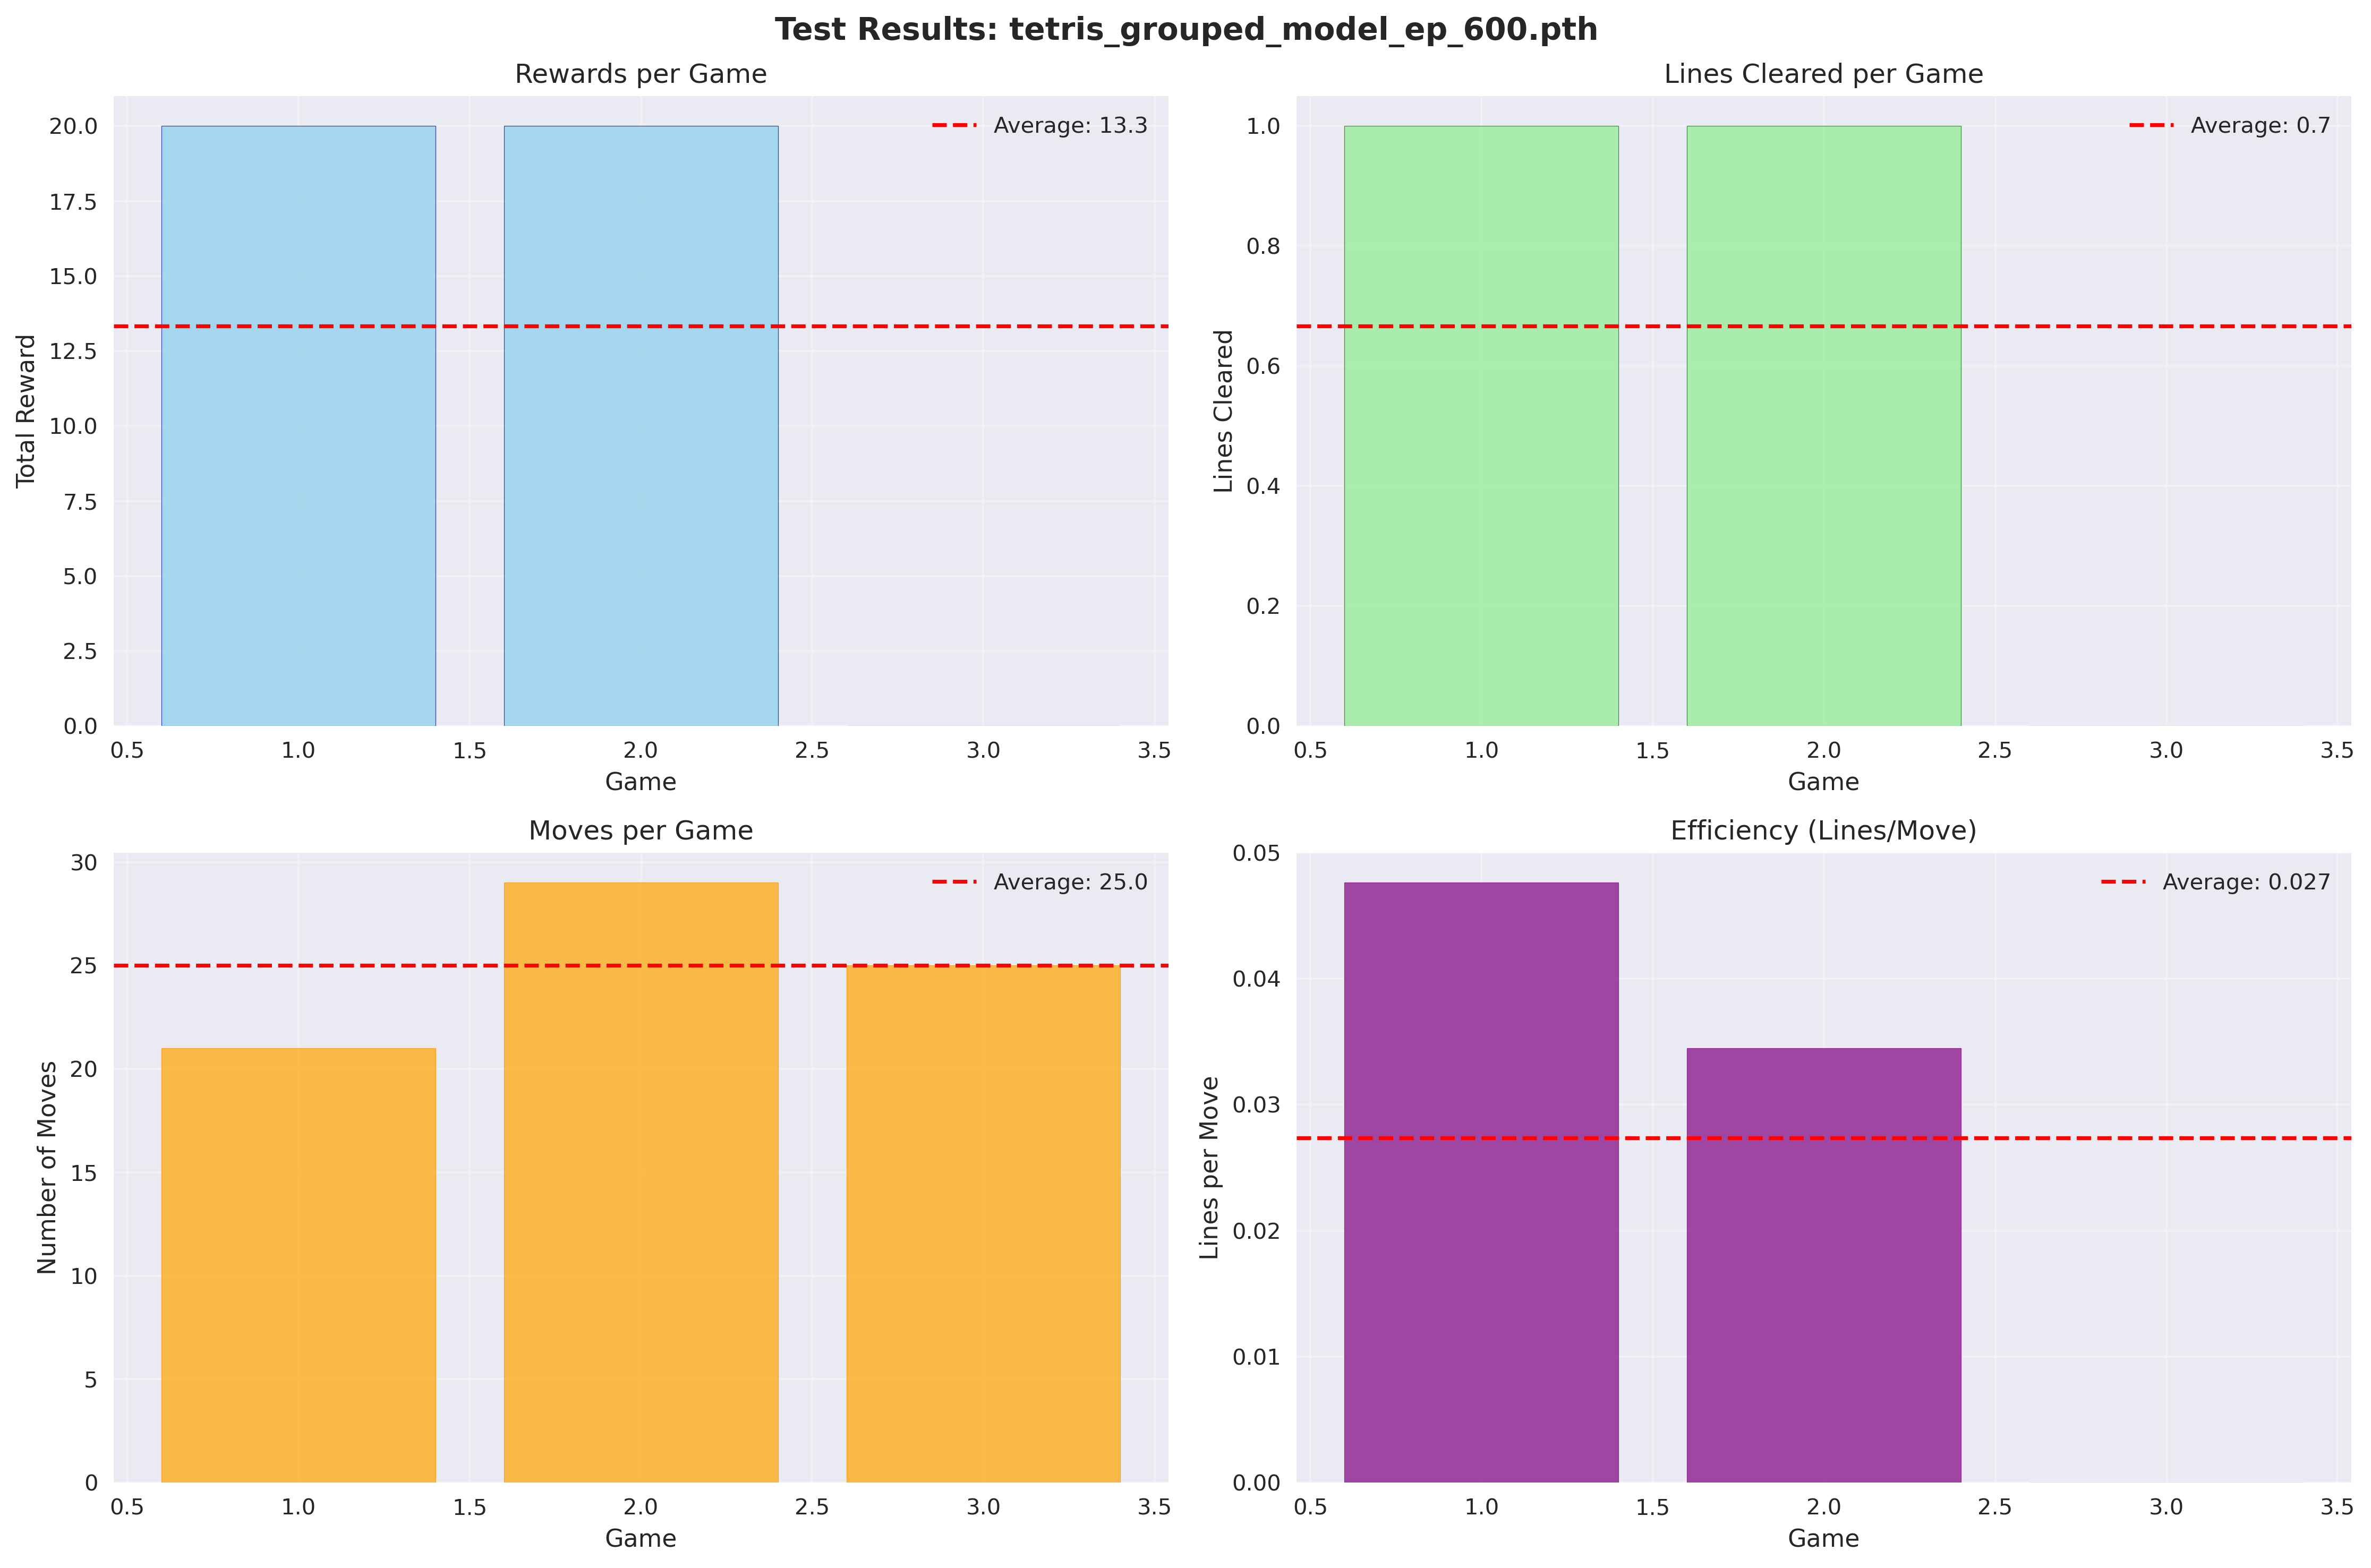 Test Results: tetris_grouped_model_ep_600.pth
Rewards per Game
Average: 13.3
Total Reward
20.0
17.5
15.0
12.5
10.0
7.5
5.0
2.5
0.0
0.5 1.0 1.5 2.0 2.5 3.0 3.5
Game
Lines Cleared per Game
Average: 0.7
Lines Cleared
1.0
0.8
0.6
0.4
0.2
0.0
0.5 1.0 1.5 2.0 2.5 3.0 3.5
Game
Moves per Game
Average: 25.0
Number of Moves
30
25
20
15
10
5
0
0.5 1.0 1.5 2.0 2.5 3.0 3.5
Game
Efficiency (Lines/Move)
Average: 0.027
Lines per Move
0.05
0.04
0.03
0.02
0.01
0.00
0.5 1.0 1.5 2.0 2.5 3.0 3.5
Game